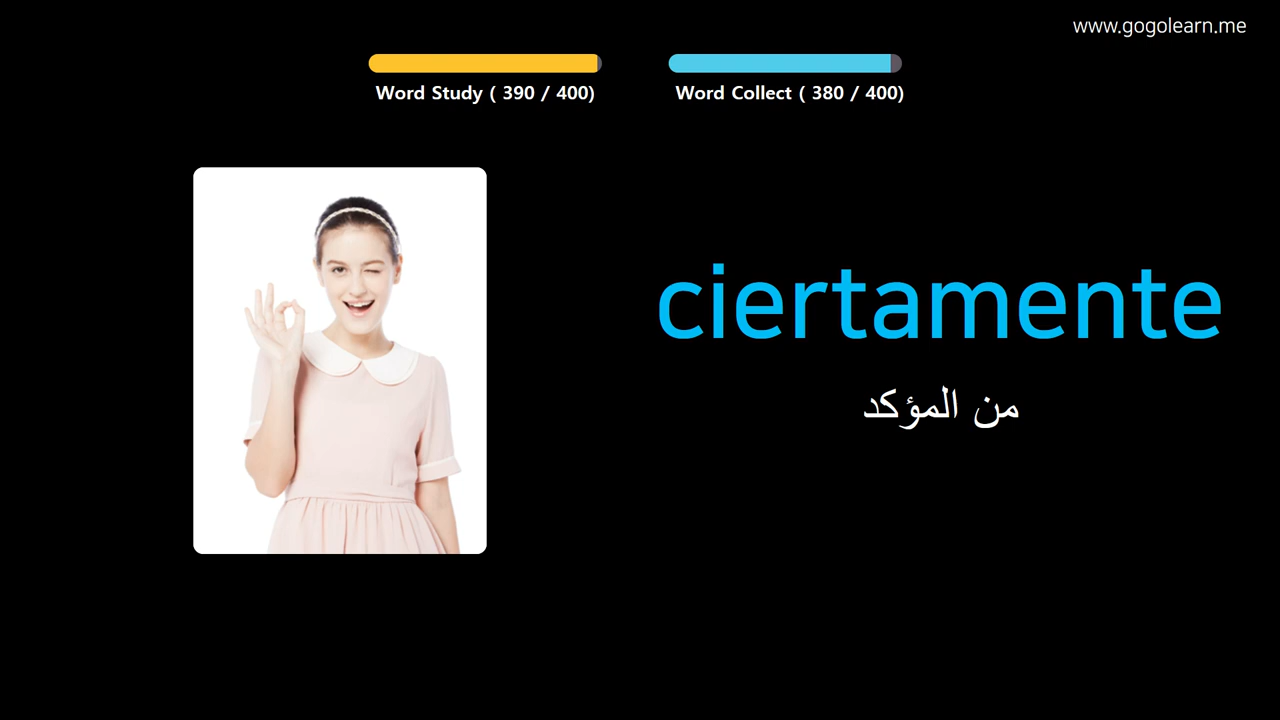 www.gogolearn.me
Word Study ( 390 / 400)
Word Collect ( 380 / 400)
ciertamente
من المؤكد